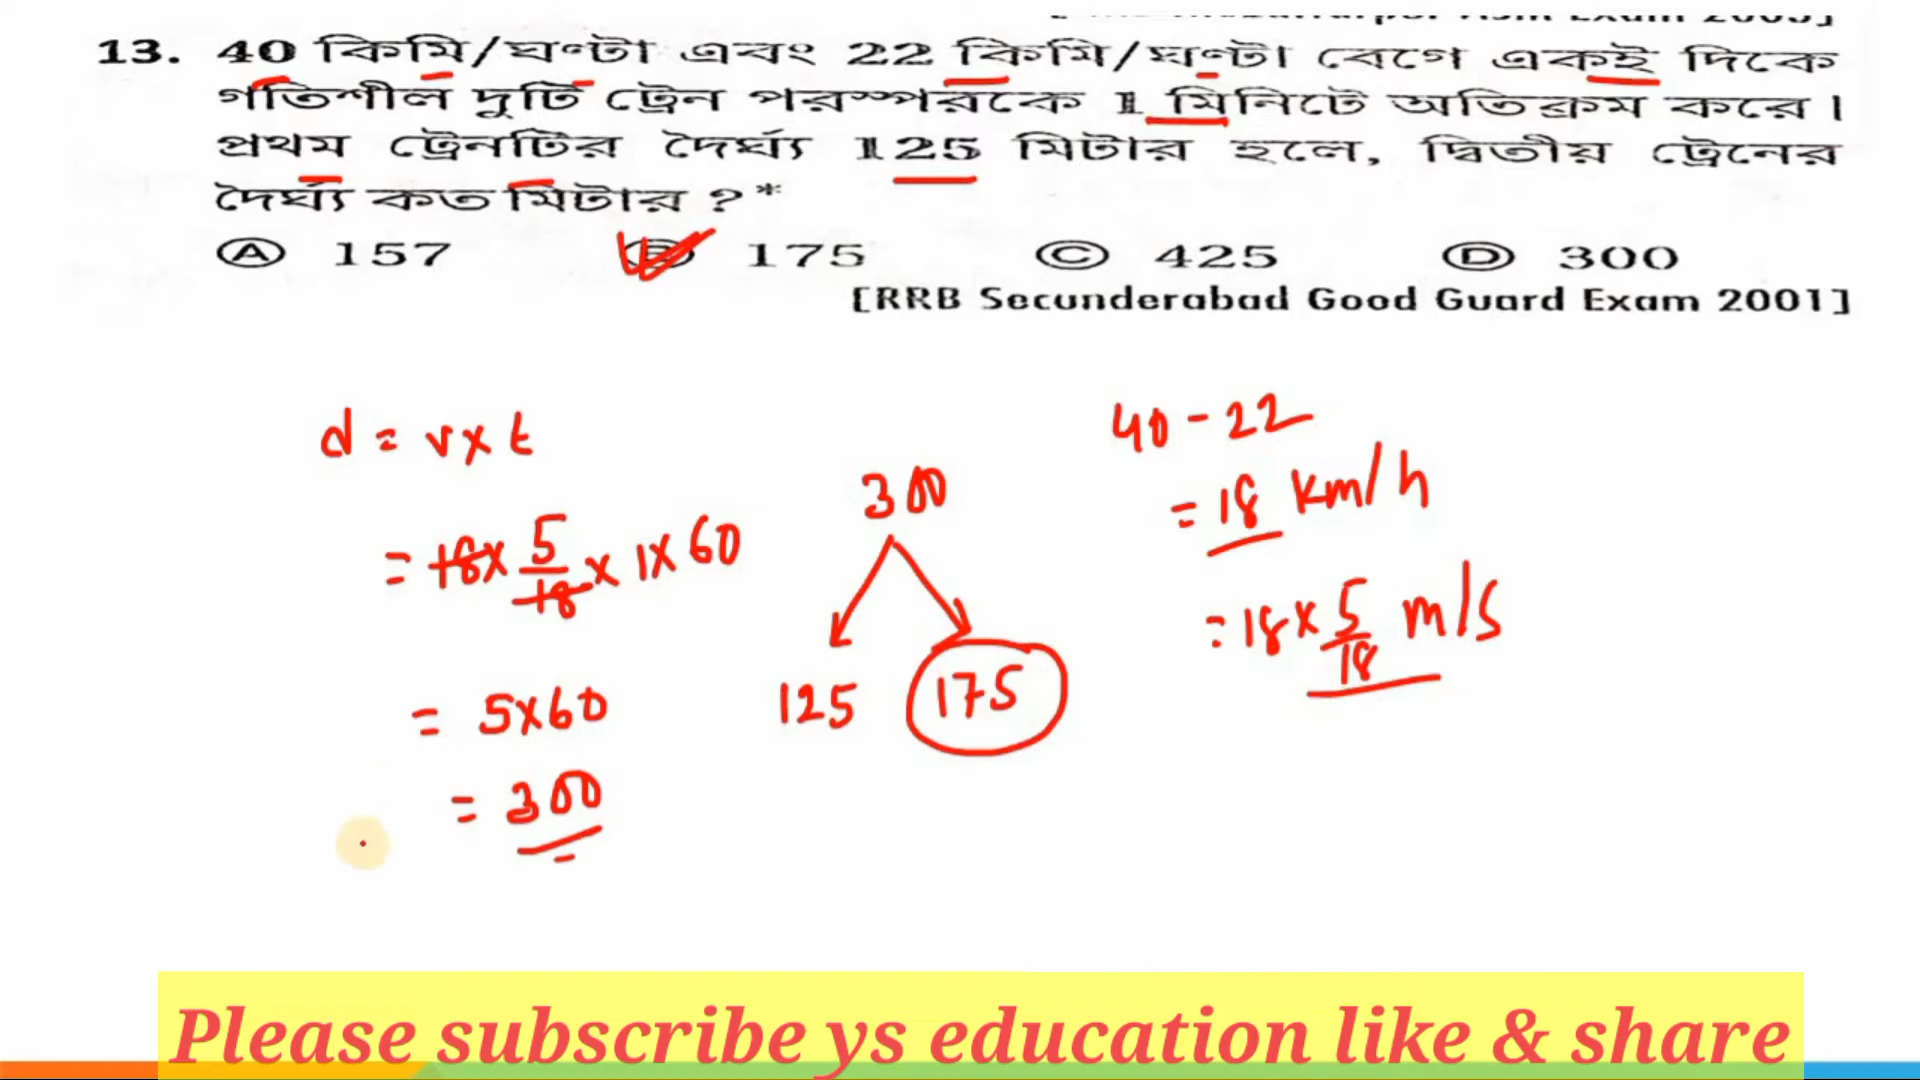 Exam 2003]
13. 40 কিমি/ঘণ্টা এবং 22 কিমি/ঘণ্টা বেগে একই দিকে
গতিশীল দুটি ট্রেন পরস্পরকে 1 মিনিটে অতিক্রম করে।
প্রথম ট্রেনটির দৈর্ঘ্য 125 মিটার হলে, দ্বিতীয় ট্রেনের
দৈর্ঘ্য কত মিটার ?*
Ⓐ 157 Ⓑ 175 Ⓒ 425 Ⓓ 300
[RRB Secunderabad Good Guard Exam 2001]
d = v x t
= 18 x 5/18 x 1 x 60
= 5 x 60
= 300
300
125 175
40 - 22
= 18 km/h
= 18 x 5/18 m/s
Please subscribe ys education like & share